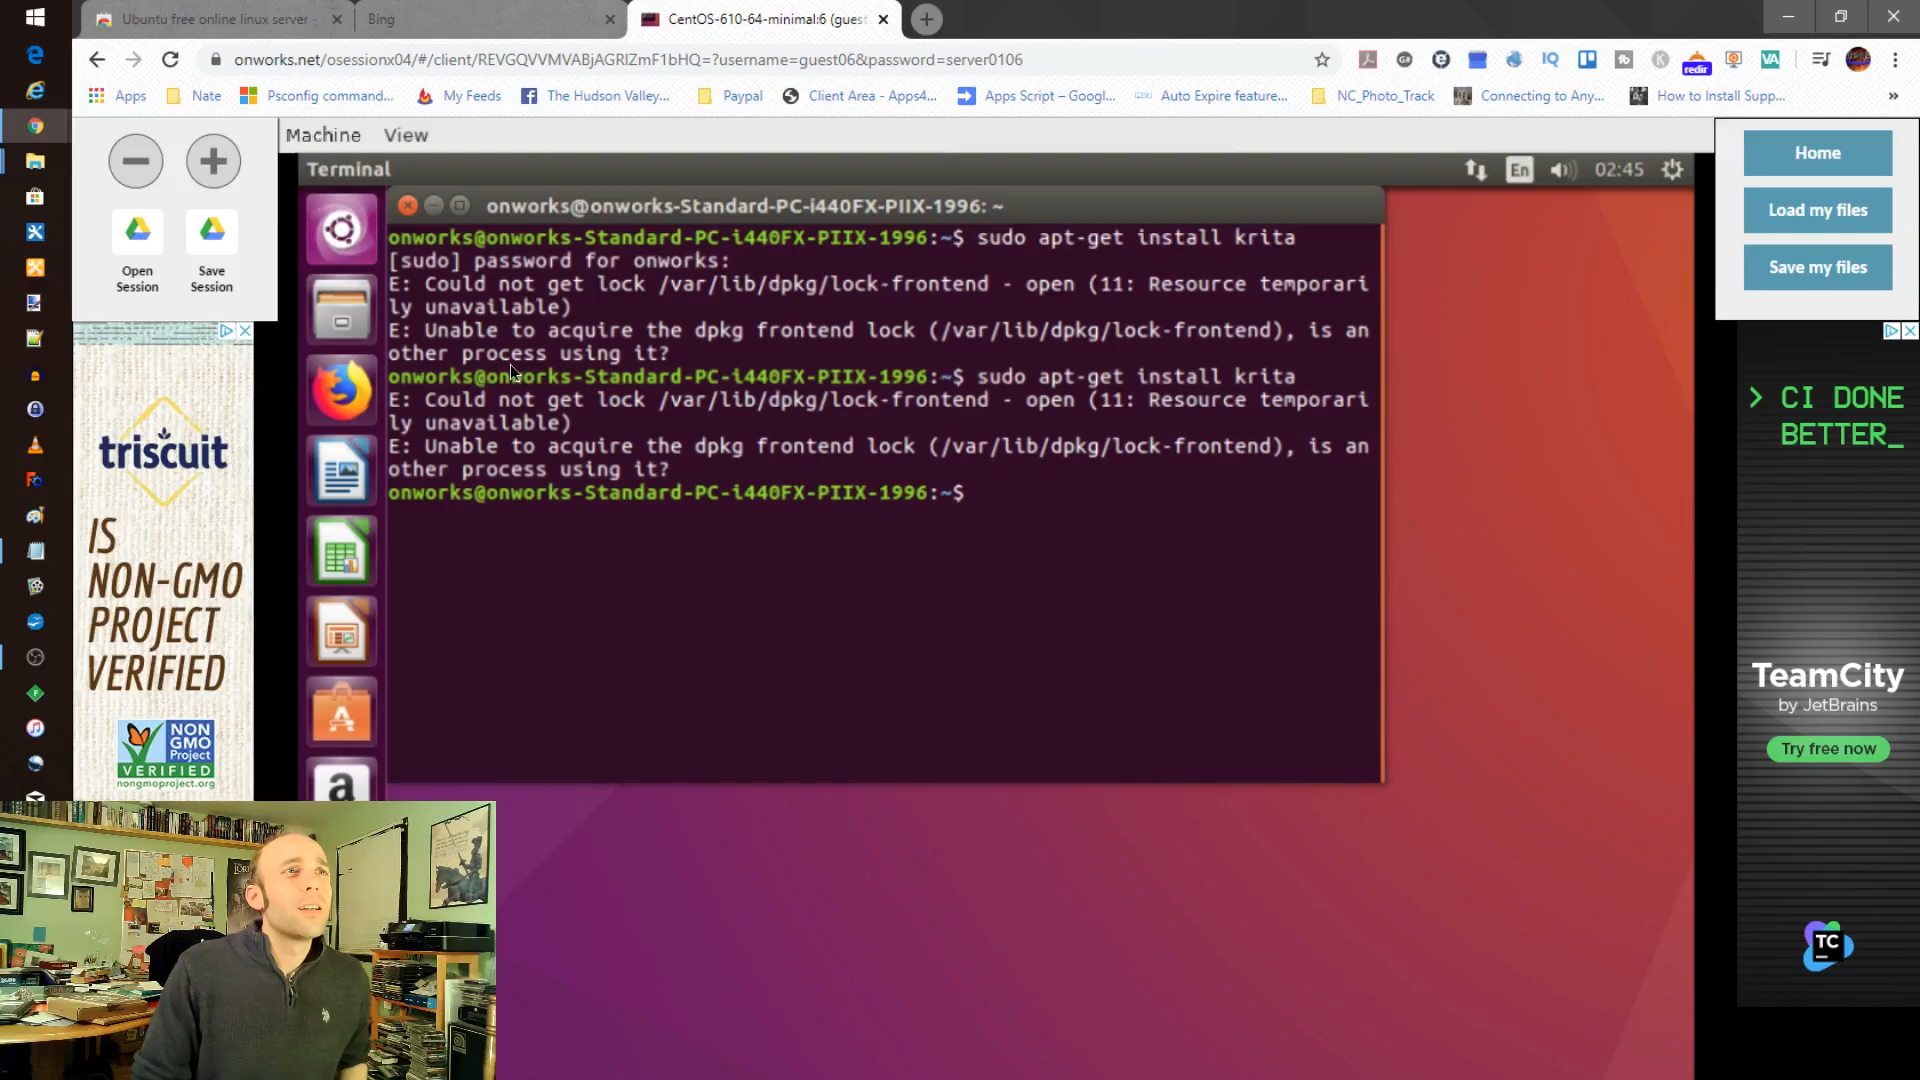 Ubuntu free online linux server
Bing
CentOS-610-64-minimal:6 (gues
onworks.net/osessionx04/#/client/REVGQVVMVABjAGRlZmF1bHQ=?username=guest06&password=server0106
redir
Apps
Nate
Psconfig command...
My Feeds
The Hudson Valley...
Paypal
Client Area - Apps4...
Apps Script – Googl...
Auto Expire feature...
NC_Photo_Track
Connecting to Any...
How to Install Supp...
Machine View
Home
Load my files
Save my files
Open Session
Save Session
Terminal
En
02:45
onworks@onworks-Standard-PC-i440FX-PIIX-1996: ~
onworks@onworks-Standard-PC-i440FX-PIIX-1996:~$ sudo apt-get install krita
[sudo] password for onworks:
E: Could not get lock /var/lib/dpkg/lock-frontend - open (11: Resource temporari
ly unavailable)
E: Unable to acquire the dpkg frontend lock (/var/lib/dpkg/lock-frontend), is an
other process using it?
onworks@onworks-Standard-PC-i440FX-PIIX-1996:~$ sudo apt-get install krita
E: Could not get lock /var/lib/dpkg/lock-frontend - open (11: Resource temporari
ly unavailable)
E: Unable to acquire the dpkg frontend lock (/var/lib/dpkg/lock-frontend), is an
other process using it?
onworks@onworks-Standard-PC-i440FX-PIIX-1996:~$
triscuit
IS
NON-GMO
PROJECT
VERIFIED
NON
GMO
Project
VERIFIED
nongmoproject.org
> CI DONE
BETTER_
TeamCity
by JetBrains
Try free now
TC